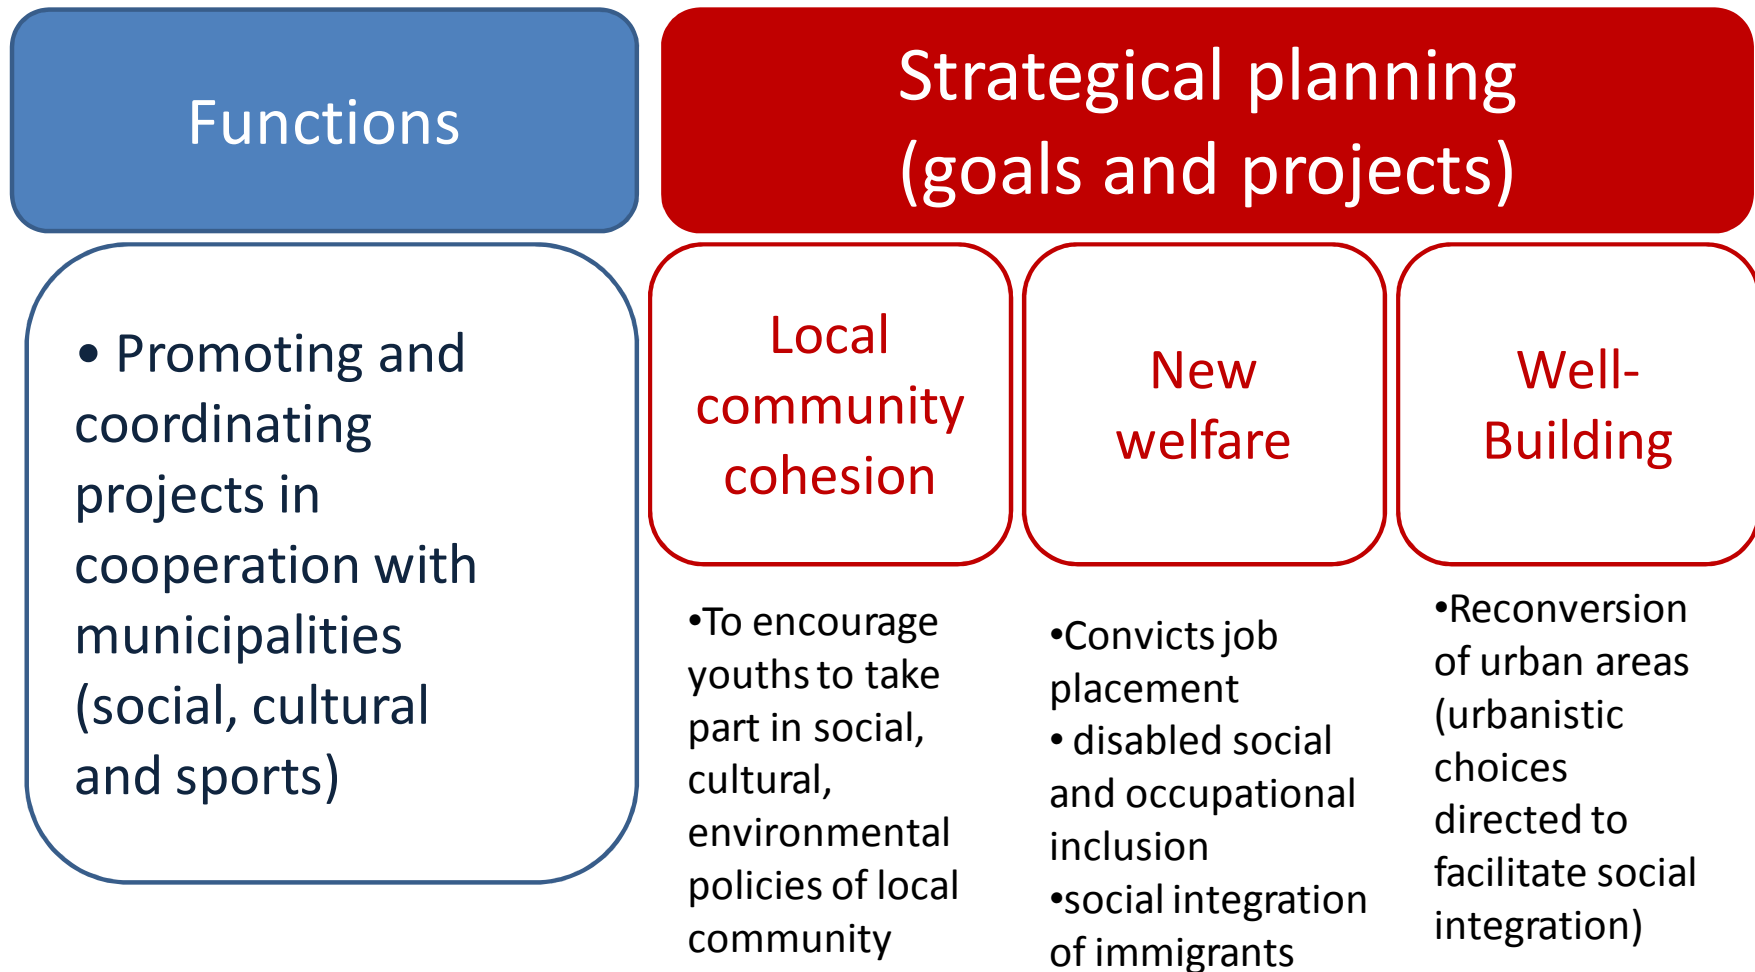 Functions
• Promoting and
coordinating
projects in
cooperation with
municipalities
(social, cultural
and sports)
Strategical planning
(goals and projects)
Local
community
cohesion
•To encourage
youths to take
part in social,
cultural,
environmental
policies of local
community
New
welfare
•Convicts job
placement
• disabled social
and occupational
inclusion
•social integration
of immigrants
Well-
Building
•Reconversion
of urban areas
(urbanistic
choices
directed to
facilitate social
integration)